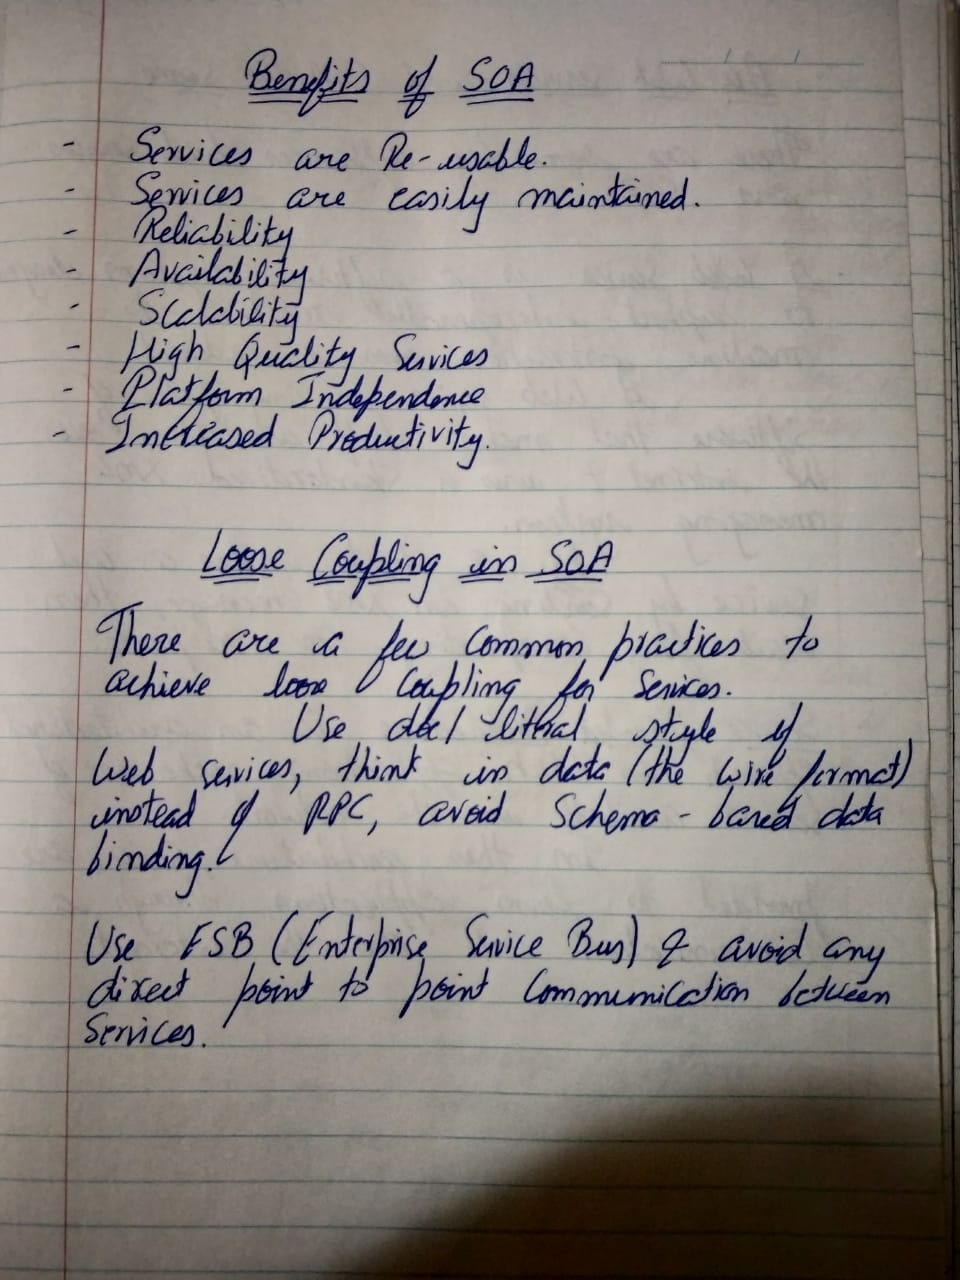 Benefits of SOA
- Services are Re-usable.
- Services are easily maintained.
- Reliability
- Availability
- Scalability
- High Quality Services
- Platform Independence
- Increased Productivity.
Loose Coupling in SOA
There are a few common practices to
achieve loose coupling for services.
Use doc/literal style of
Web services, think in data (the wire format)
instead of RPC, avoid Schema-based data
binding.
Use ESB (Enterprise Service Bus) & avoid any
direct point to point Communication between
Services.